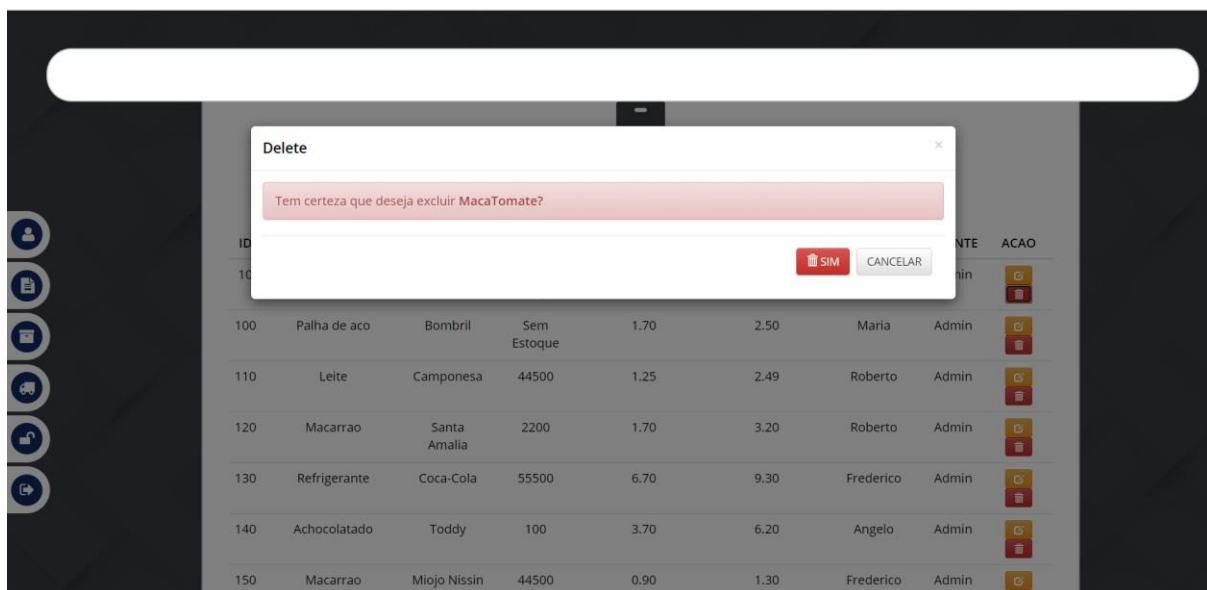 Delete ×
Tem certeza que deseja excluir MacaTomate?
SIM CANCELAR
ID NTE ACAO
10 min
100 Palha de aco Bombril Sem Estoque 1.70 2.50 Maria Admin
110 Leite Camponesa 44500 1.25 2.49 Roberto Admin
120 Macarrao Santa Amalia 2200 1.70 3.20 Roberto Admin
130 Refrigerante Coca-Cola 55500 6.70 9.30 Frederico Admin
140 Achocolatado Toddy 100 3.70 6.20 Angelo Admin
150 Macarrao Miojo Nissin 44500 0.90 1.30 Frederico Admin